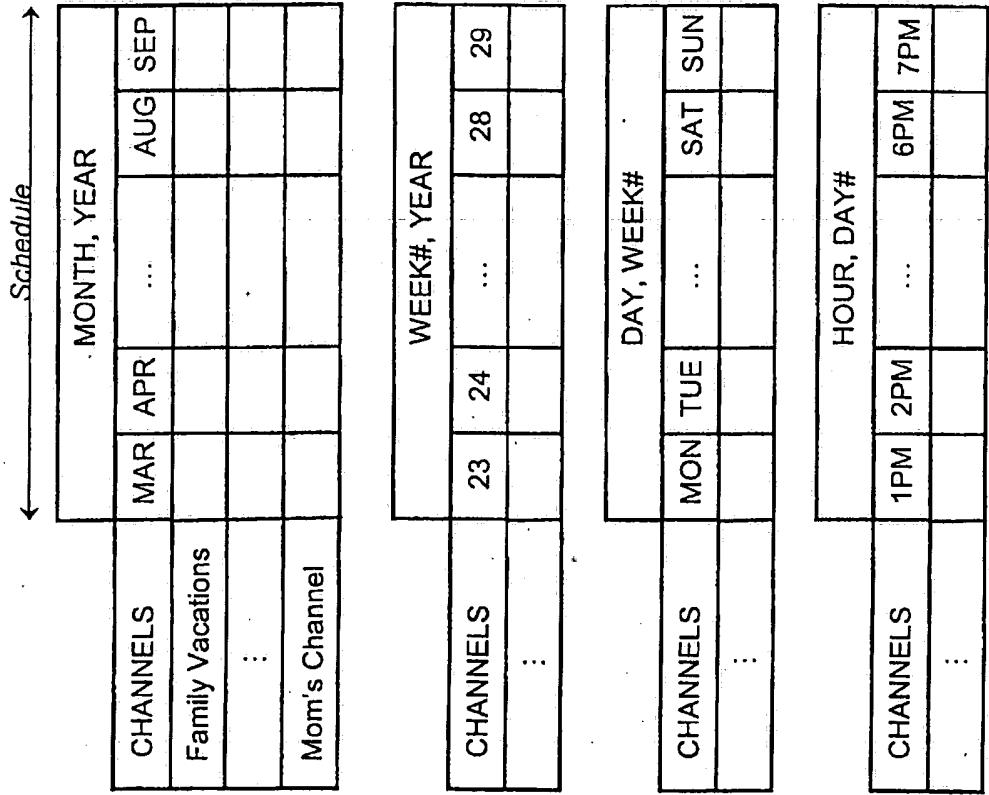 Schedule
MONTH, YEAR
CHANNELS MAR APR ... AUG SEP
Family Vacations
...
Mom's Channel
WEEK#, YEAR
CHANNELS 23 24 ... 28 29
...
DAY, WEEK#
CHANNELS MON TUE ... SAT SUN
...
HOUR, DAY#
CHANNELS 1PM 2PM ... 6PM 7PM
...